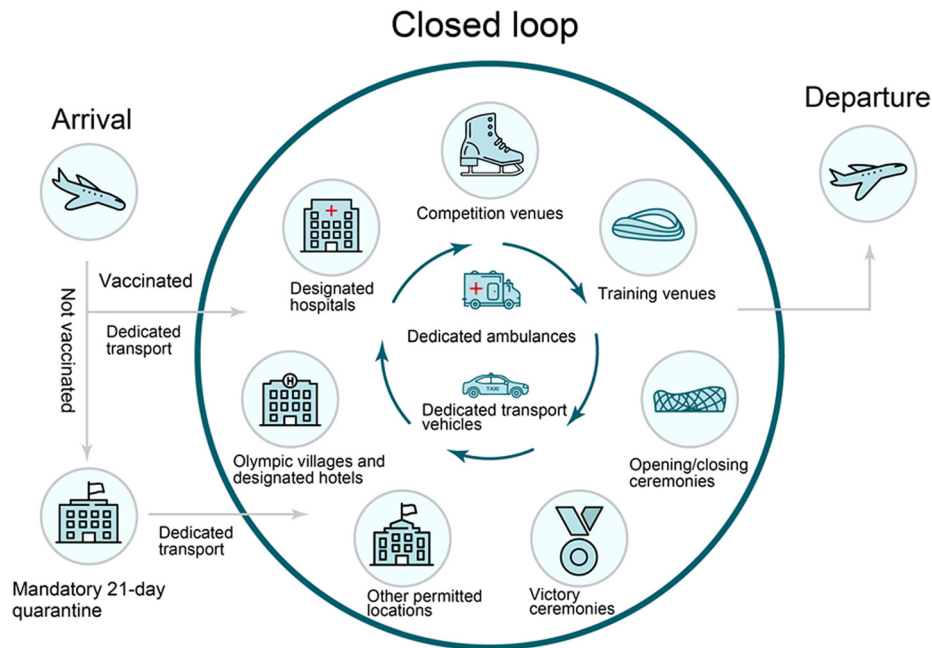 Closed loop
Arrival
Departure
Competition venues
Designated
hospitals
Training venues
Vaccinated
Dedicated
transport
Not vaccinated
Dedicated ambulances
TAXI
Dedicated transport
vehicles
H
Olympic villages and
designated hotels
Opening/closing
ceremonies
Dedicated
transport
Mandatory 21-day
quarantine
Other permitted
locations
Victory
ceremonies